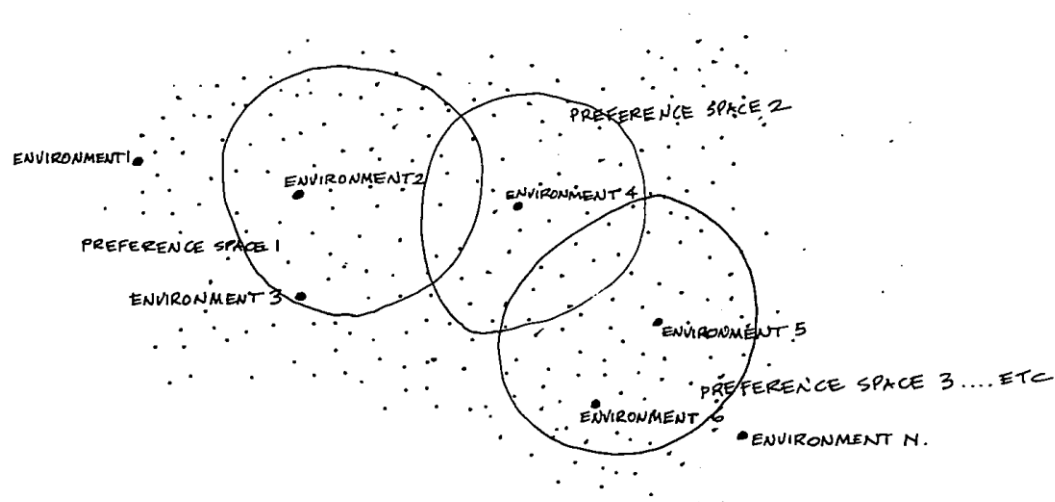 PREFERENCE SPACE 2
ENVIRONMENT 1
ENVIRONMENT 2
ENVIRONMENT 4
PREFERENCE SPACE 1
ENVIRONMENT 3
ENVIRONMENT 5
PREFERENCE SPACE 3 .... ETC
ENVIRONMENT 6
ENVIRONMENT N.